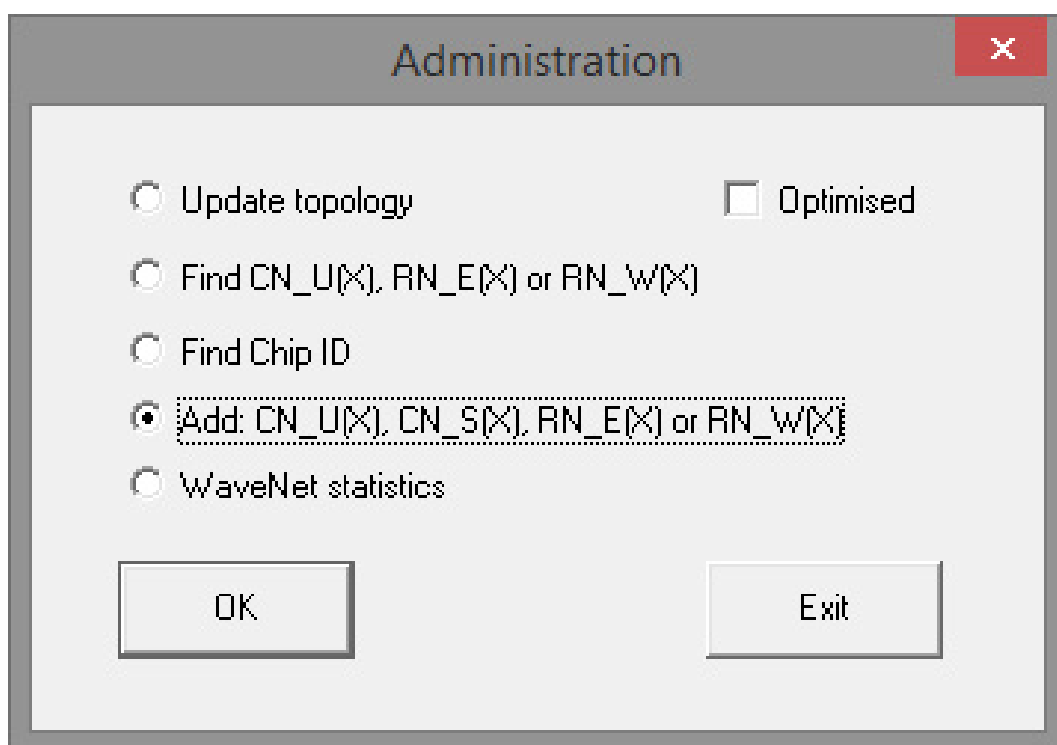 Administration
Update topology
Optimised
Find CN_U(X), RN_E(X) or RN_W(X)
Find Chip ID
Add: CN_U(X), CN_S(X), RN_E(X) or RN_W(X)
WaveNet statistics
OK
Exit